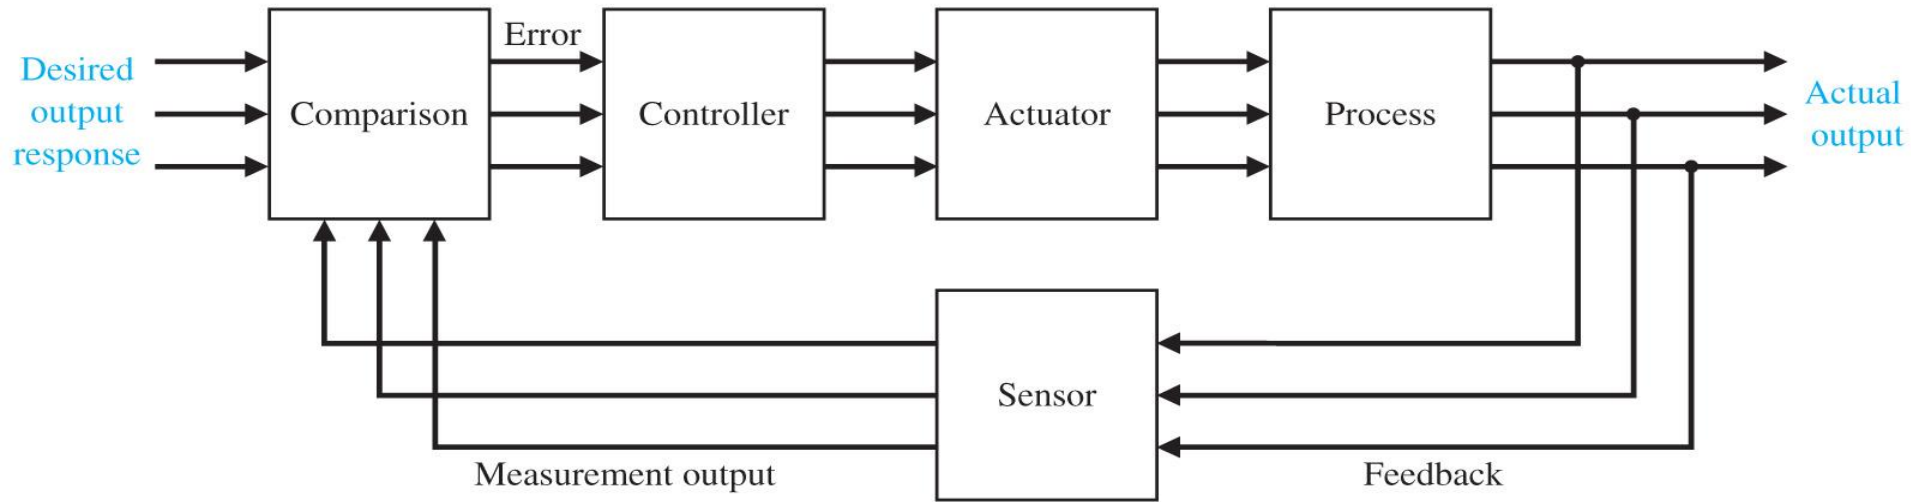 Desired
output
response
Comparison
Error
Controller
Actuator
Process
Actual
output
Sensor
Measurement output
Feedback